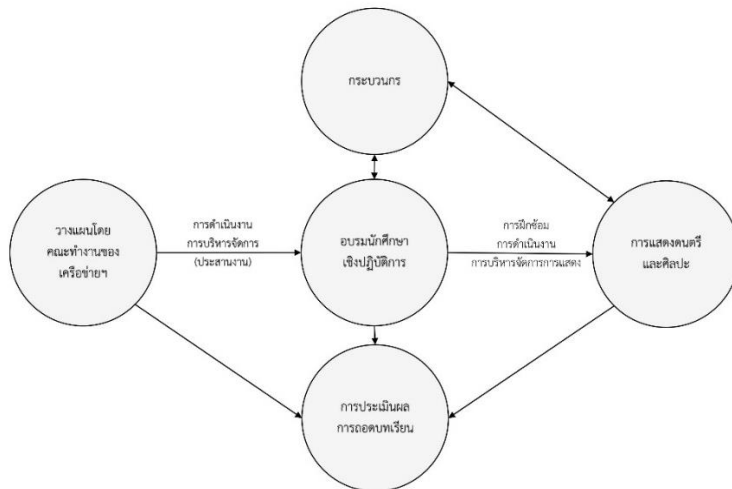 กระบวนกร
วางแผนโดย
คณะทำงานของ
เครือข่ายฯ
การดำเนินงาน
การบริหารจัดการ
(ประสานงาน)
อบรมนักศึกษา
เชิงปฏิบัติการ
การฝึกซ้อม
การดำเนินงาน
การบริหารจัดการการแสดง
การแสดงดนตรี
และศิลปะ
การประเมินผล
การถอดบทเรียน